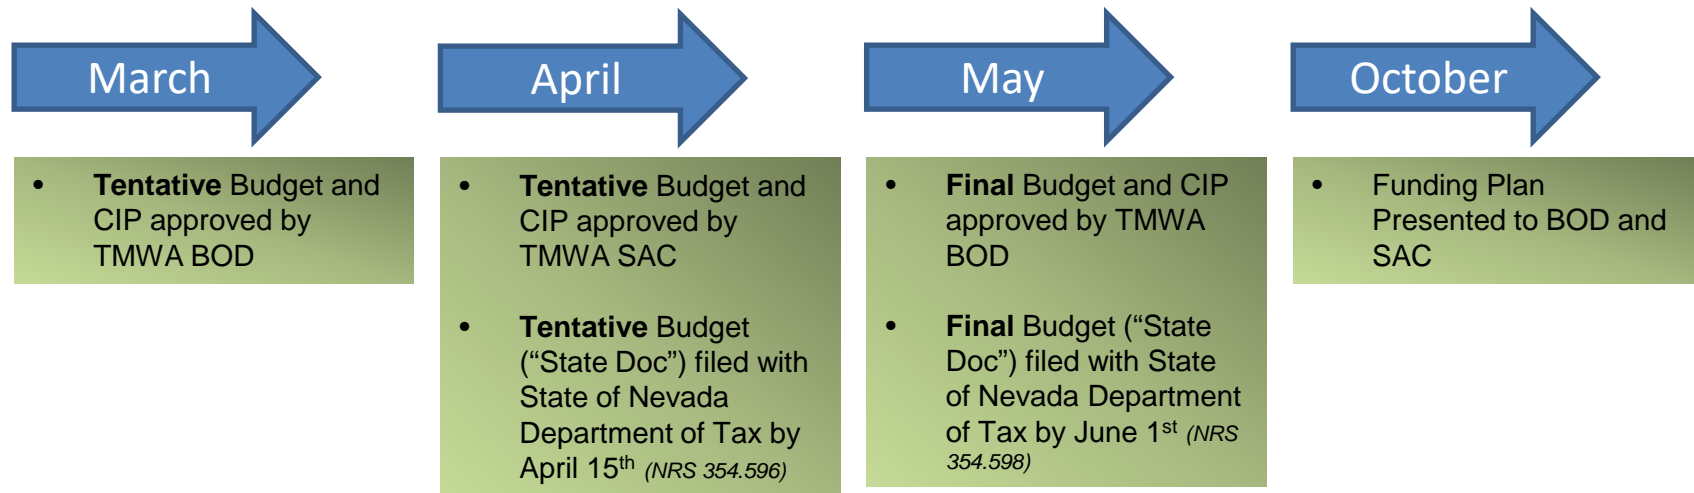 March
• Tentative Budget and
CIP approved by
TMWA BOD
April
• Tentative Budget and
CIP approved by
TMWA SAC
• Tentative Budget
(“State Doc”) filed with
State of Nevada
Department of Tax by
April 15th (NRS 354.596)
May
• Final Budget and CIP
approved by TMWA
BOD
• Final Budget (“State
Doc”) filed with State
of Nevada Department
of Tax by June 1st (NRS
354.598)
October
• Funding Plan
Presented to BOD and
SAC